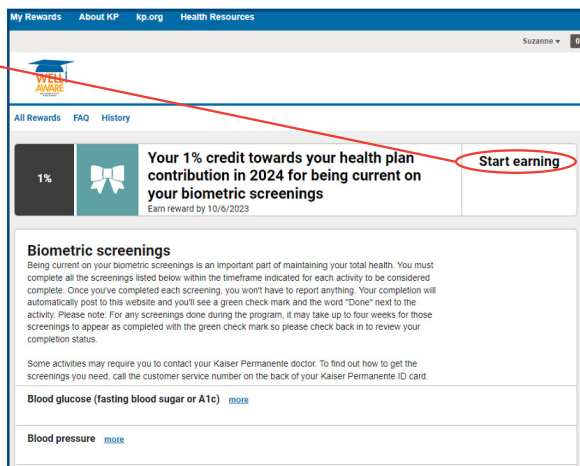 My Rewards About KP kp.org Health Resources
Suzanne
WELL
AWARE
All Rewards FAQ History
1%
Your 1% credit towards your health plan
contribution in 2024 for being current on
your biometric screenings
Earn reward by 10/6/2023
Start earning
Biometric screenings
Being current on your biometric screenings is an important part of maintaining your total health. You must
complete all the screenings listed below within the timeframe indicated for each activity to be considered
complete. Once you've completed each screening, you won't have to report anything. Your completion will
automatically post to this website and you'll see a green check mark and the word "Done" next to the
activity. Please note: For any screenings done during the program, it may take up to four weeks for those
screenings to appear as completed with the green check mark so please check back in to review your
completion status.
Some activities may require you to contact your Kaiser Permanente doctor. To find out how to get the
screenings you need, call the customer service number on the back of your Kaiser Permanente ID card.
Blood glucose (fasting blood sugar or A1c) more
Blood pressure more